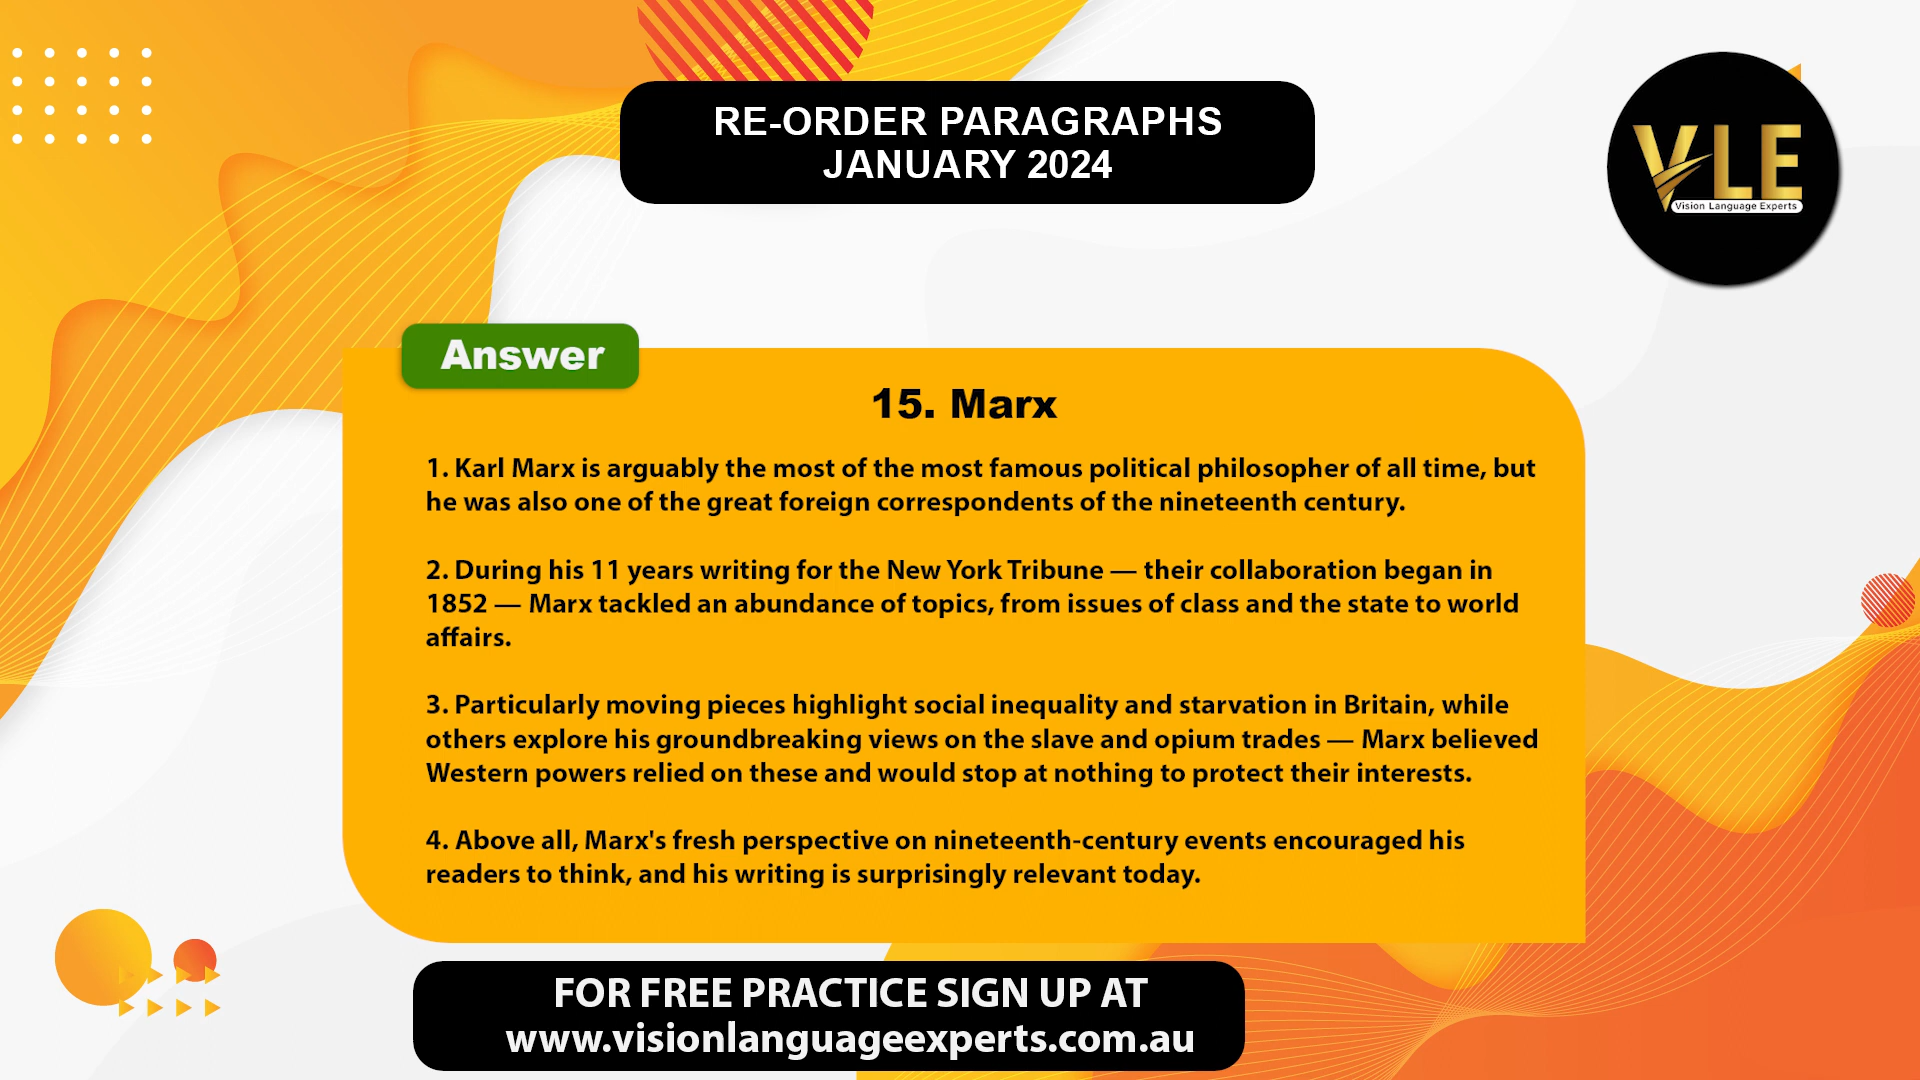 RE-ORDER PARAGRAPHS
JANUARY 2024
VLE
Vision Language Experts
Answer
15. Marx
1. Karl Marx is arguably the most of the most famous political philosopher of all time, but
he was also one of the great foreign correspondents of the nineteenth century.
2. During his 11 years writing for the New York Tribune — their collaboration began in
1852 — Marx tackled an abundance of topics, from issues of class and the state to world
affairs.
3. Particularly moving pieces highlight social inequality and starvation in Britain, while
others explore his groundbreaking views on the slave and opium trades — Marx believed
Western powers relied on these and would stop at nothing to protect their interests.
4. Above all, Marx's fresh perspective on nineteenth-century events encouraged his
readers to think, and his writing is surprisingly relevant today.
FOR FREE PRACTICE SIGN UP AT
www.visionlanguageexperts.com.au